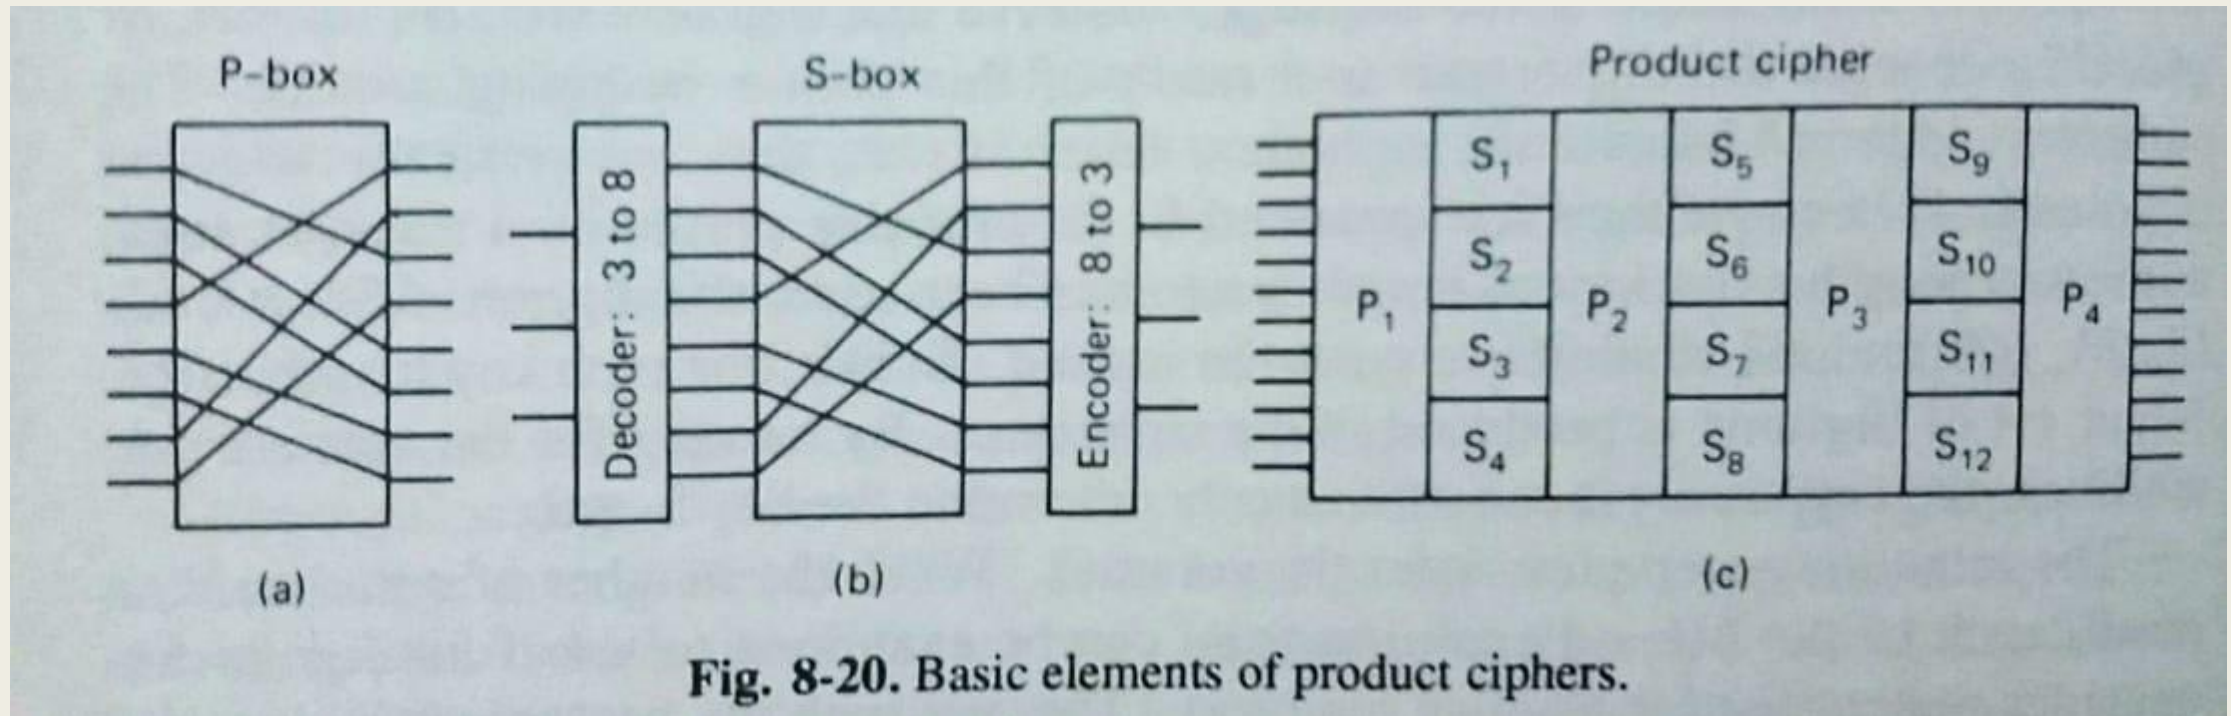 P-box
S-box
Product cipher
Decoder: 3 to 8
Encoder: 8 to 3
P₁
S₁
S₂
S₃
S₄
P₂
S₅
S₆
S₇
S₈
P₃
S₉
S₁₀
S₁₁
S₁₂
P₄
(a)
(b)
(c)
Fig. 8-20. Basic elements of product ciphers.